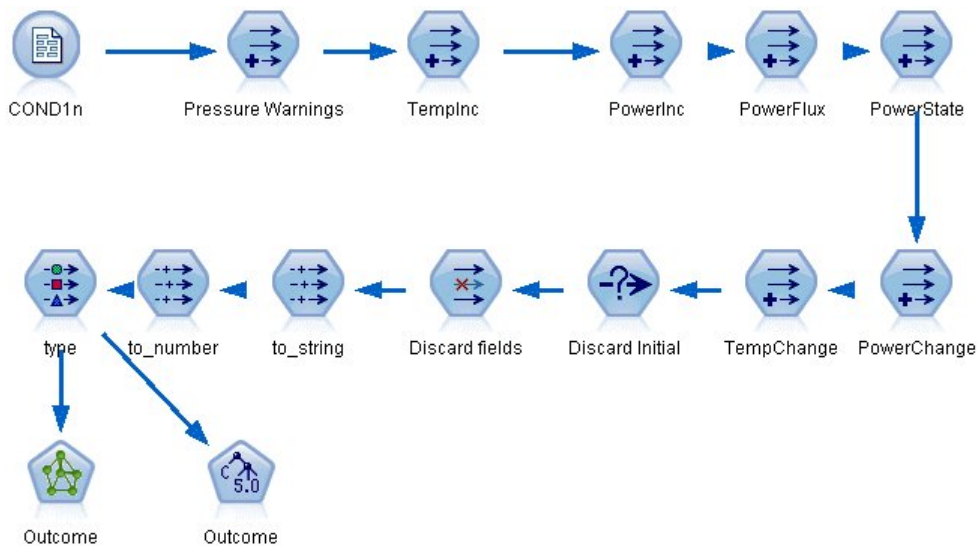 COND1n
Pressure Warnings
TempInc
PowerInc
PowerFlux
PowerState
type
to_number
to_string
Discard fields
Discard Initial
TempChange
PowerChange
C 5.0
Outcome
Outcome